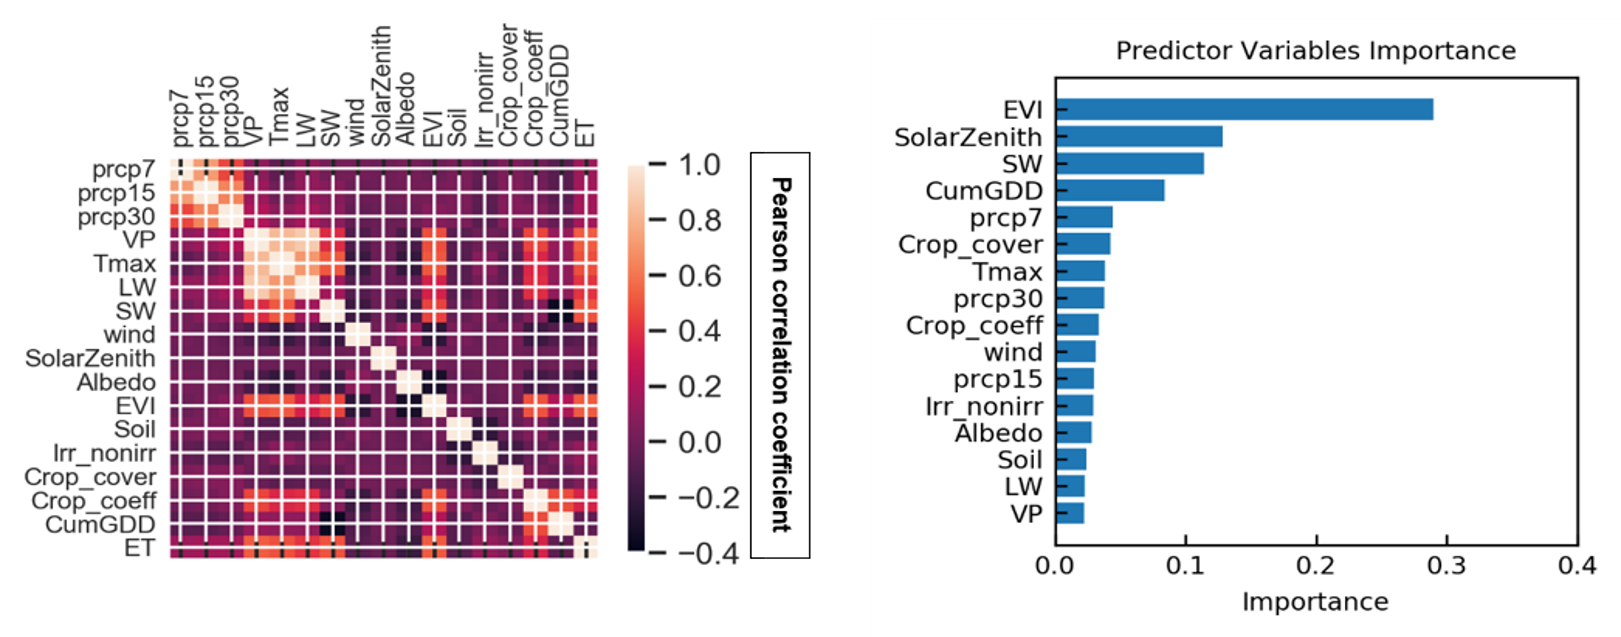 prcp7
prcp15
prcp30
VP
Tmax
LW
SW
wind
SolarZenith
Albedo
EVI
Soil
Irr_nonirr
Crop_cover
Crop_coeff
CumGDD
ET
prcp7
prcp15
prcp30
VP
Tmax
LW
SW
wind
SolarZenith
Albedo
EVI
Soil
Irr_nonirr
Crop_cover
Crop_coeff
CumGDD
ET
1.0
0.8
0.6
0.4
0.2
0.0
−0.2
−0.4
Pearson correlation coefficient
Predictor Variables Importance
EVI
SolarZenith
SW
CumGDD
prcp7
Crop_cover
Tmax
prcp30
Crop_coeff
wind
prcp15
Irr_nonirr
Albedo
Soil
LW
VP
0.0 0.1 0.2 0.3 0.4
Importance